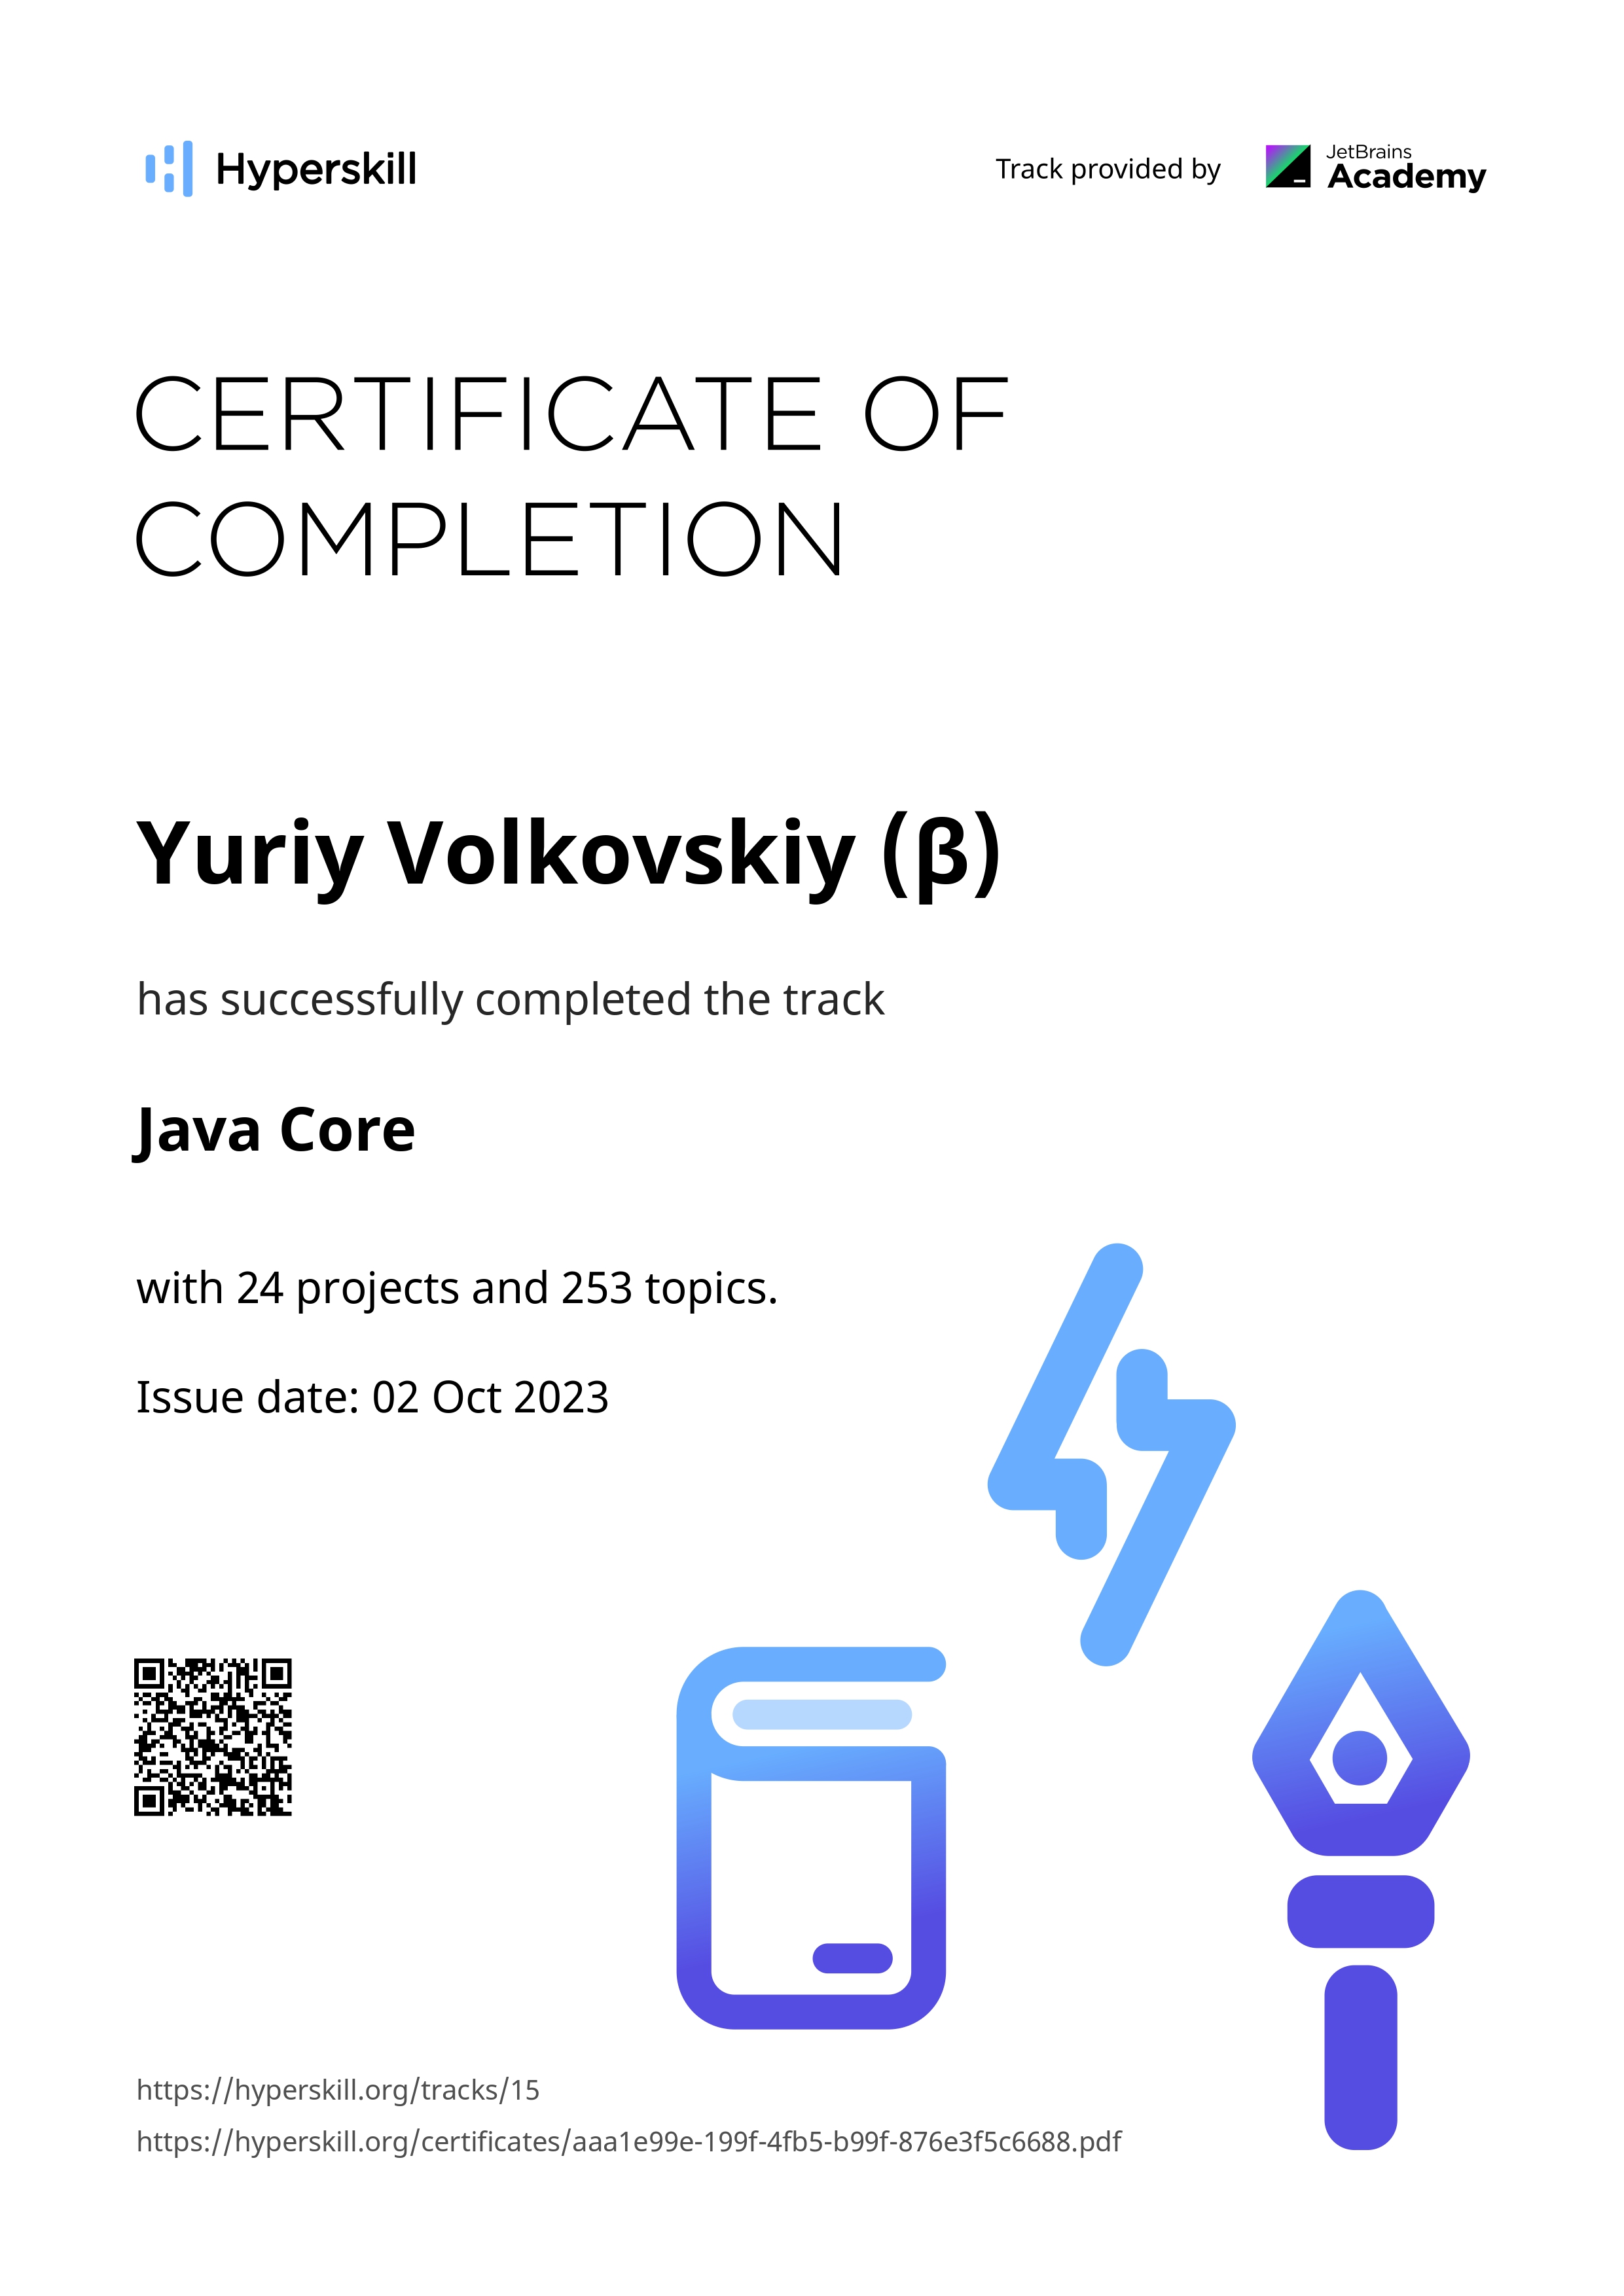 Hyperskill
Track provided by
JetBrains
Academy
CERTIFICATE OF
COMPLETION
Yuriy Volkovskiy (β)
has successfully completed the track
Java Core
with 24 projects and 253 topics.
Issue date: 02 Oct 2023
https://hyperskill.org/tracks/15
https://hyperskill.org/certificates/aaa1e99e-199f-4fb5-b99f-876e3f5c6688.pdf